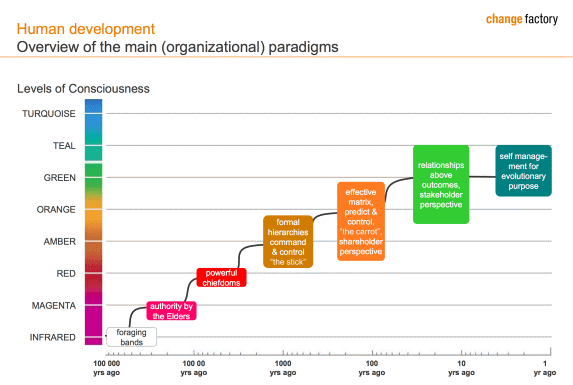 Human development
change factory
Overview of the main (organizational) paradigms
Levels of Consciousness
TURQUOISE
TEAL
GREEN
ORANGE
AMBER
RED
MAGENTA
INFRARED
foraging
bands
authority by
the Elders
powerful
chiefdoms
formal
hierarchies
command
& control
"the stick"
effective
matrix,
predict &
control,
"the carrot",
shareholder
perspective
relationships
above
outcomes,
stakeholder
perspective
self manage-
ment for
evolutionary
purpose
100 000
yrs ago
100 00
yrs ago
1000
yrs ago
100
yrs ago
10
yrs ago
1
yr ago